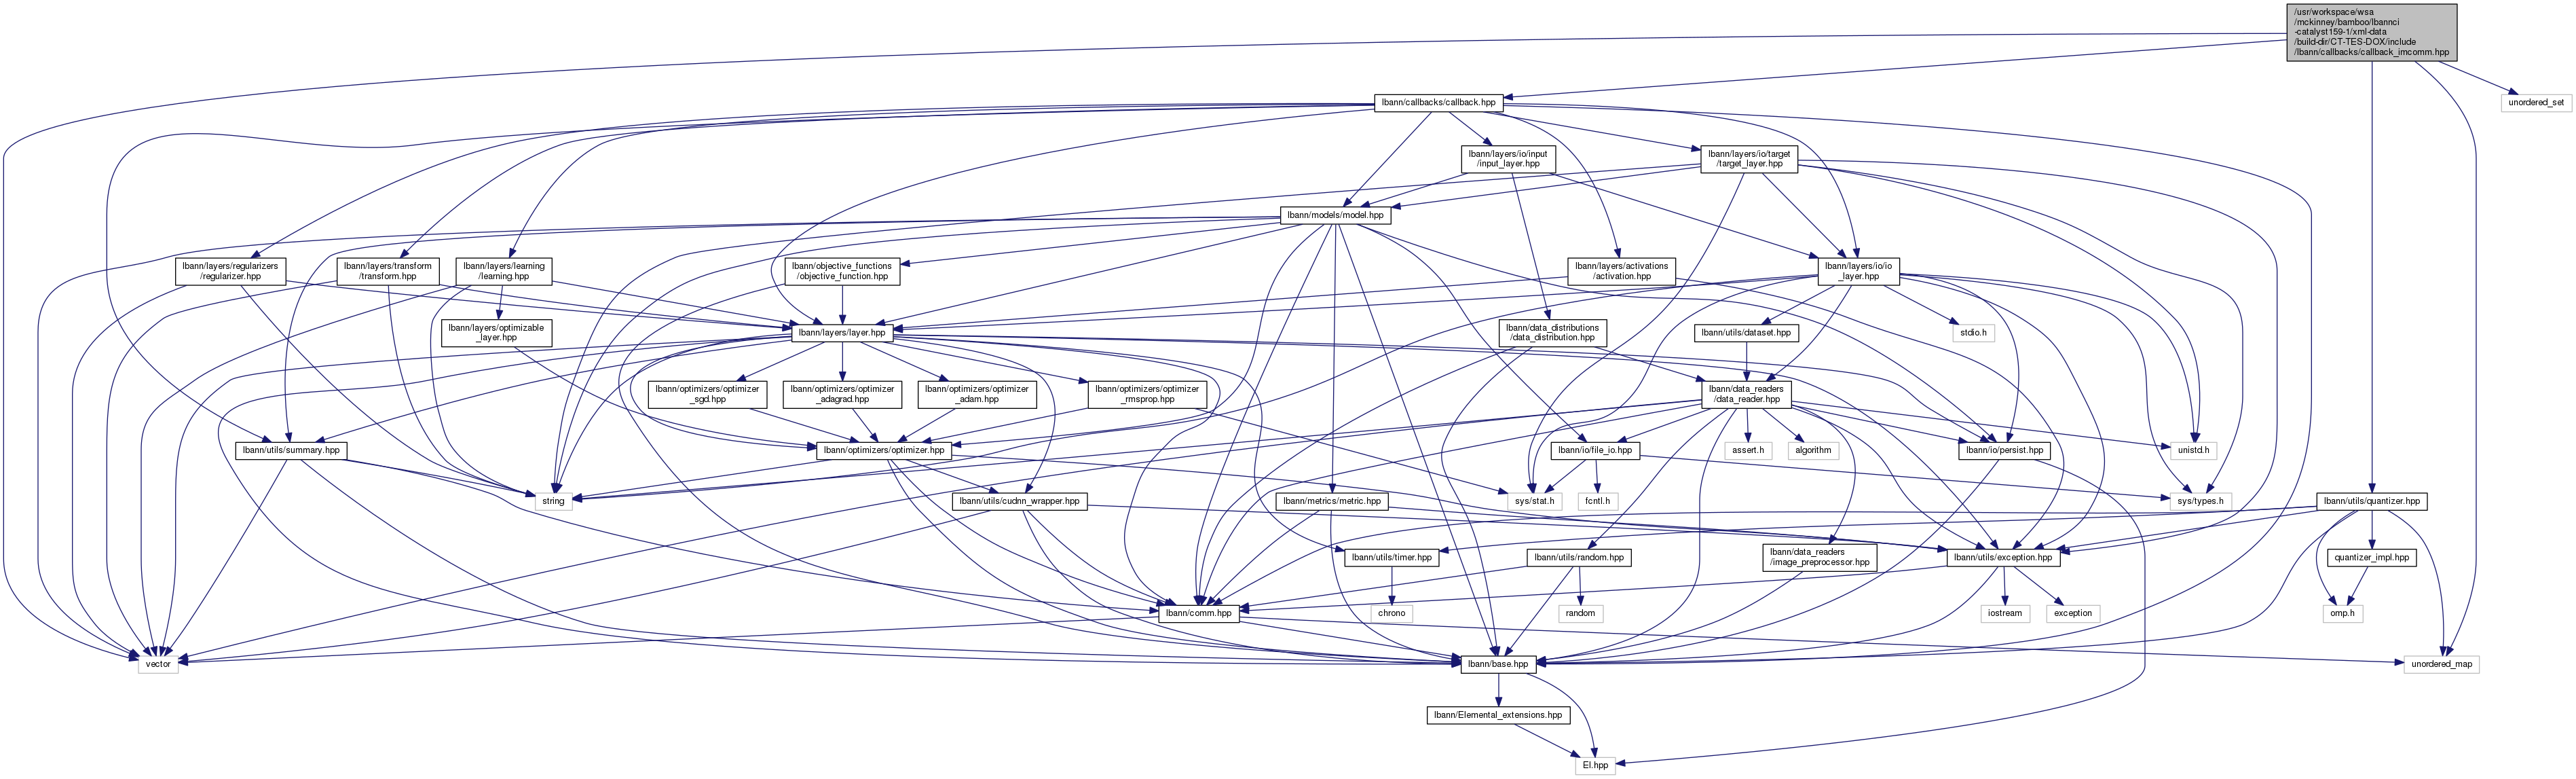 /usr/workspace/wsa
/mckinney/bamboo/lbannci
-catalyst159-1/xml-data
/build-dir/CT-TES-DOX/include
/lbann/callbacks/callback_imcomm.hpp
lbann/callbacks/callback.hpp
unordered_set
lbann/layers/io/input
/input_layer.hpp
lbann/layers/io/target
/target_layer.hpp
lbann/models/model.hpp
lbann/layers/regularizers
/regularizer.hpp
lbann/layers/transform
/transform.hpp
lbann/layers/learning
/learning.hpp
lbann/objective_functions
/objective_function.hpp
lbann/layers/activations
/activation.hpp
lbann/layers/io/io
_layer.hpp
lbann/layers/optimizable
_layer.hpp
lbann/layers/layer.hpp
lbann/data_distributions
/data_distribution.hpp
lbann/utils/dataset.hpp
stdio.h
lbann/optimizers/optimizer
_sgd.hpp
lbann/optimizers/optimizer
_adagrad.hpp
lbann/optimizers/optimizer
_adam.hpp
lbann/optimizers/optimizer
_rmsprop.hpp
lbann/data_readers
/data_reader.hpp
lbann/utils/summary.hpp
lbann/optimizers/optimizer.hpp
lbann/io/file_io.hpp
assert.h
algorithm
lbann/io/persist.hpp
unistd.h
string
lbann/utils/cudnn_wrapper.hpp
lbann/metrics/metric.hpp
sys/stat.h
fcntl.h
sys/types.h
lbann/utils/quantizer.hpp
lbann/utils/timer.hpp
lbann/utils/random.hpp
lbann/data_readers
/image_preprocessor.hpp
lbann/utils/exception.hpp
quantizer_impl.hpp
lbann/comm.hpp
chrono
random
iostream
exception
omp.h
vector
lbann/base.hpp
unordered_map
lbann/Elemental_extensions.hpp
El.hpp